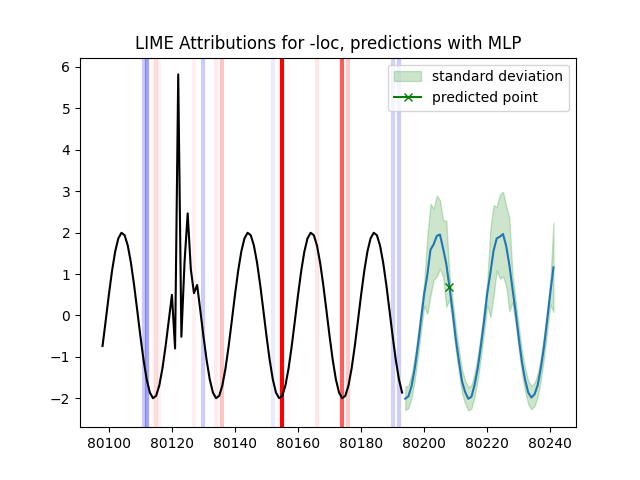 LIME Attributions for -loc, predictions with MLP
standard deviation
predicted point
6
5
4
3
2
1
0
−1
−2
80100 80120 80140 80160 80180 80200 80220 80240